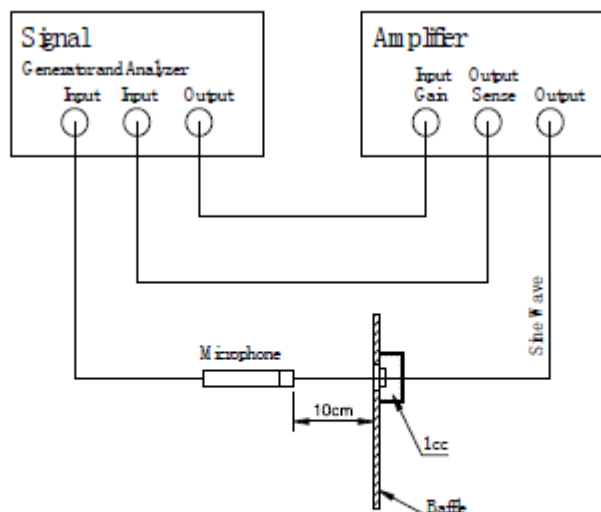 Signal
Generator and Analyzer
Input Input Output
Amplifier
Input Gain
Output Sense
Output
Sine Wave
Microphone
10cm
1cc
Baffle